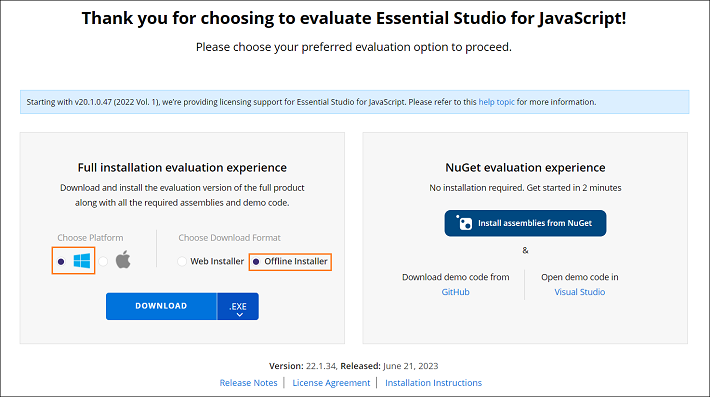 Thank you for choosing to evaluate Essential Studio for JavaScript!
Please choose your preferred evaluation option to proceed.
Starting with v20.1.0.47 (2022 Vol. 1), we're providing licensing support for Essential Studio for JavaScript. Please refer to this help topic for more information.
Full installation evaluation experience
Download and install the evaluation version of the full product
along with all the required assemblies and demo code.
Choose Platform
Choose Download Format
Web Installer
Offline Installer
DOWNLOAD
.EXE
NuGet evaluation experience
No installation required. Get started in 2 minutes
Install assemblies from NuGet
&
Download demo code from
GitHub
Open demo code in
Visual Studio
Version: 22.1.34, Released: June 21, 2023
Release Notes | License Agreement | Installation Instructions